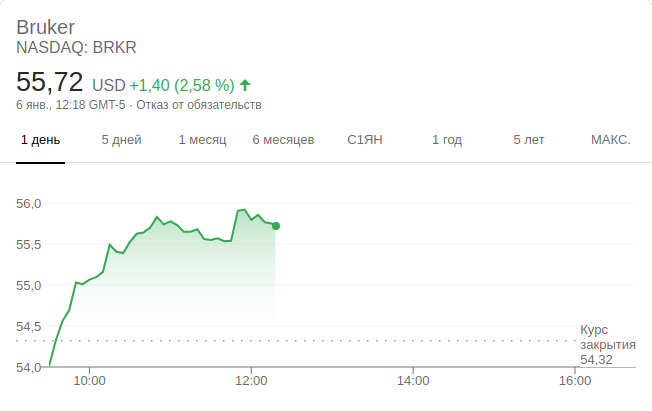 Bruker
NASDAQ: BRKR
55,72 USD +1,40 (2,58 %) ↑
6 янв., 12:18 GMT-5 · Отказ от обязательств
1 день 5 дней 1 месяц 6 месяцев С1ЯН 1 год 5 лет МАКС.
56,0
55,5
55,0
54,5
Курс
закрытия
54,32
54,0
10:00 12:00 14:00 16:00